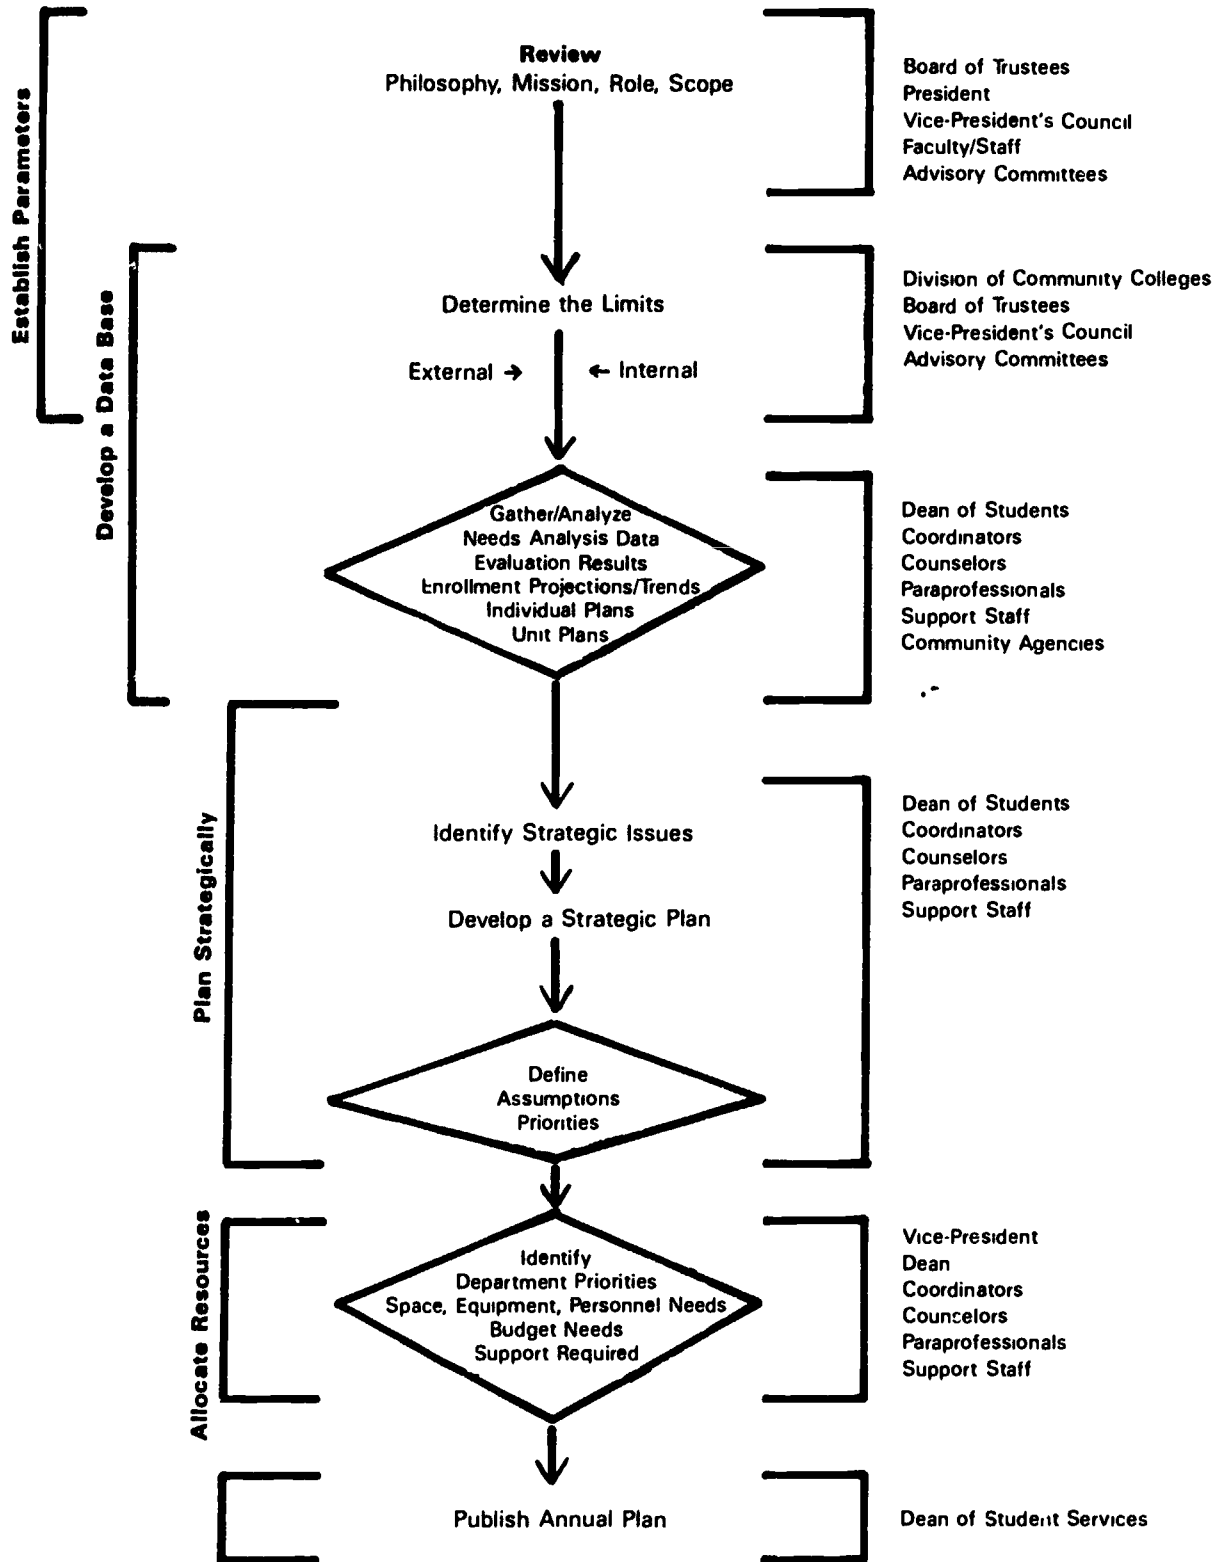 Establish Parameters
Develop a Data Base
Plan Strategically
Allocate Resources
Review
Philosophy, Mission, Role, Scope
Board of Trustees
President
Vice-President's Council
Faculty/Staff
Advisory Committees
Determine the Limits
External → ← Internal
Division of Community Colleges
Board of Trustees
Vice-President's Council
Advisory Committees
Gather/Analyze
Needs Analysis Data
Evaluation Results
Enrollment Projections/Trends
Individual Plans
Unit Plans
Dean of Students
Coordinators
Counselors
Paraprofessionals
Support Staff
Community Agencies
Identify Strategic Issues
Develop a Strategic Plan
Define
Assumptions
Priorities
Dean of Students
Coordinators
Counselors
Paraprofessionals
Support Staff
Identify
Department Priorities
Space, Equipment, Personnel Needs
Budget Needs
Support Required
Vice-President
Dean
Coordinators
Counselors
Paraprofessionals
Support Staff
Publish Annual Plan
Dean of Student Services